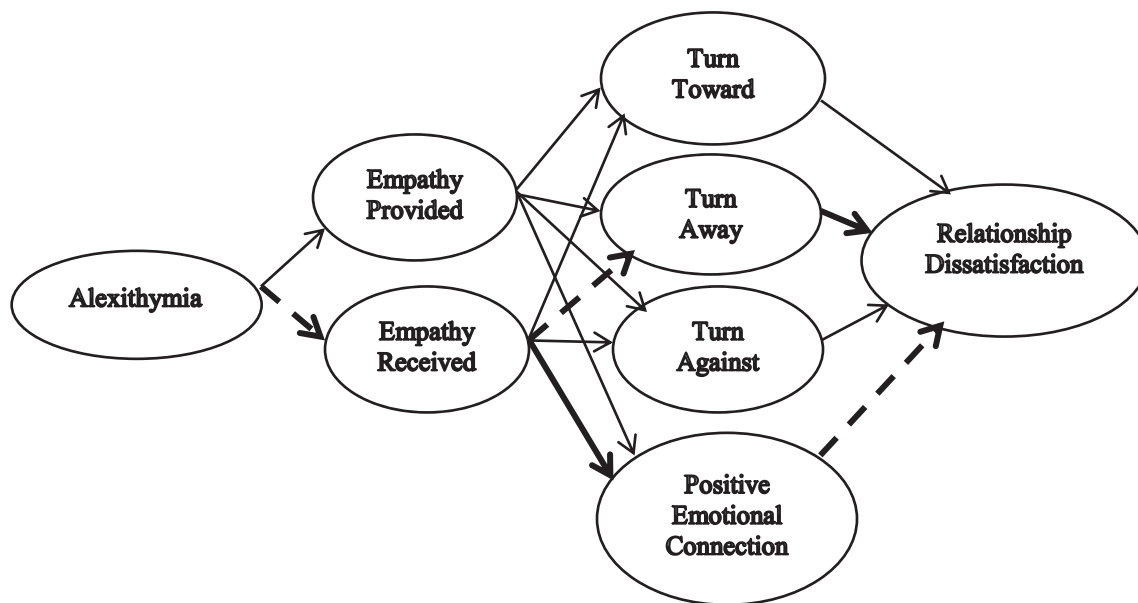 Turn
Toward
Empathy
Provided
Turn
Away
Relationship
Dissatisfaction
Alexithymia
Empathy
Received
Turn
Against
Positive
Emotional
Connection